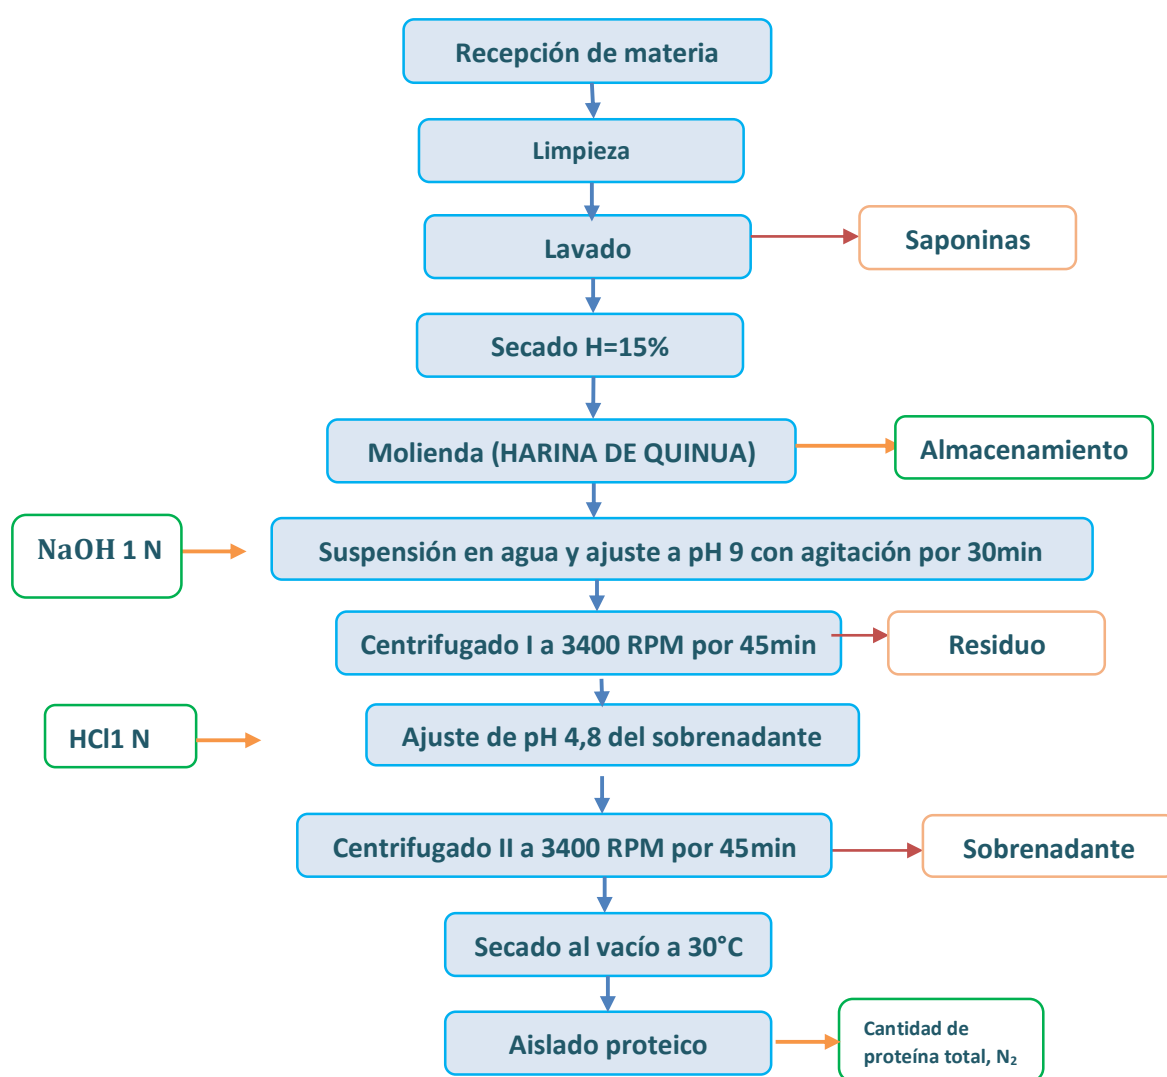 Recepción de materia
Limpieza
Lavado
Saponinas
Secado H=15%
Molienda (HARINA DE QUINUA)
Almacenamiento
NaOH 1 N
Suspensión en agua y ajuste a pH 9 con agitación por 30min
Centrifugado I a 3400 RPM por 45min
Residuo
HCl1 N
Ajuste de pH 4,8 del sobrenadante
Centrifugado II a 3400 RPM por 45min
Sobrenadante
Secado al vacío a 30°C
Aislado proteico
Cantidad de
proteína total, N₂